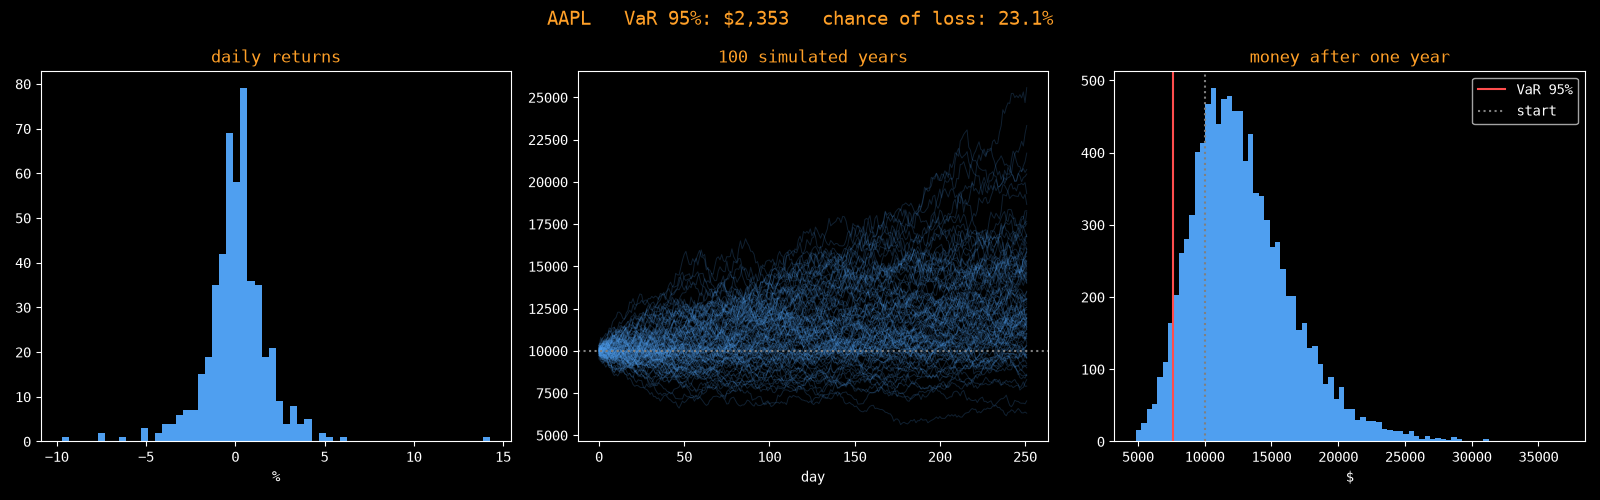 AAPL   VaR 95%: $2,353   chance of loss: 23.1%
daily returns
80
70
60
50
40
30
20
10
0
−10 −5 0 5 10 15
%
100 simulated years
25000
22500
20000
17500
15000
12500
10000
7500
5000
0 50 100 150 200 250
day
money after one year
500
400
300
200
100
0
VaR 95%
start
5000 10000 15000 20000 25000 30000 35000
$